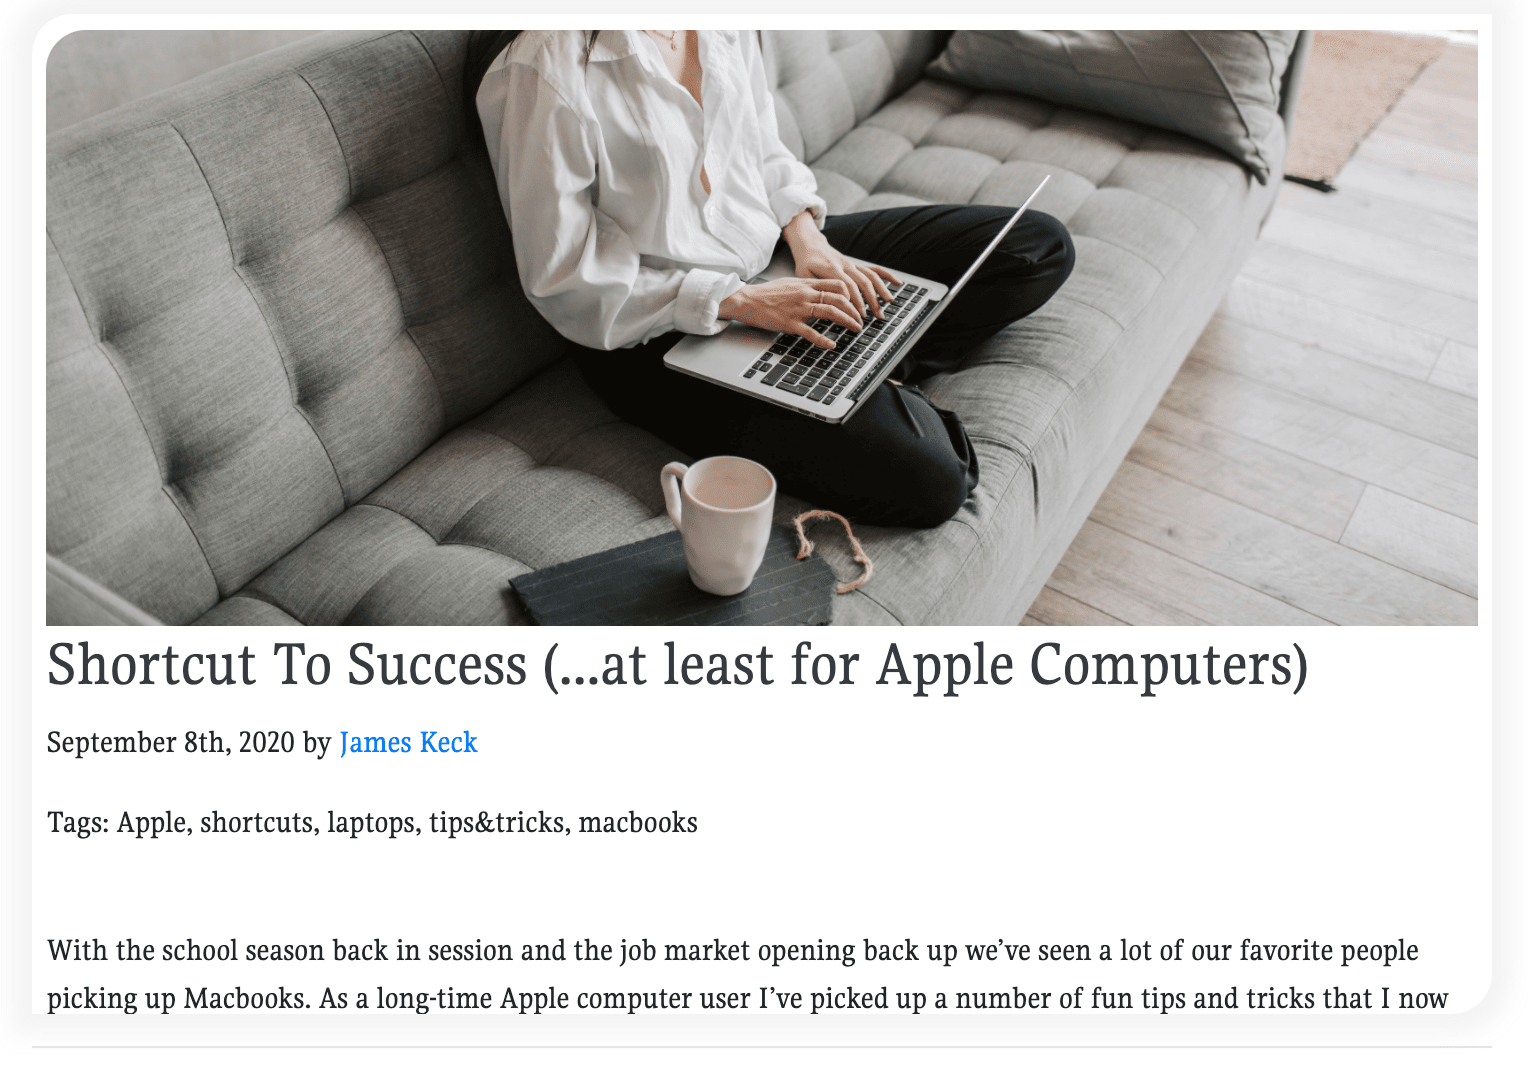 Shortcut To Success (...at least for Apple Computers)
September 8th, 2020 by James Keck
Tags: Apple, shortcuts, laptops, tips&tricks, macbooks
With the school season back in session and the job market opening back up we’ve seen a lot of our favorite people
picking up Macbooks. As a long-time Apple computer user I’ve picked up a number of fun tips and tricks that I now